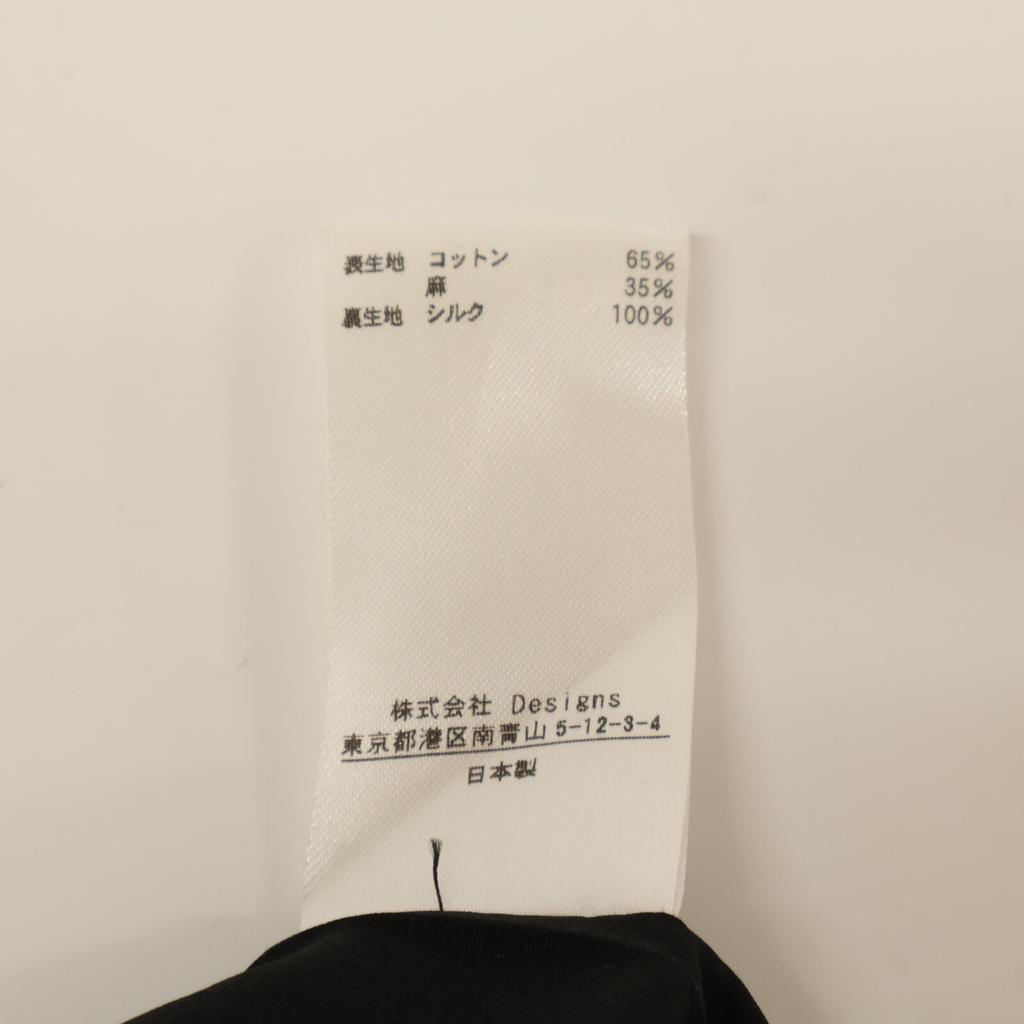 表生地 コットン 65%
麻 35%
裏生地 シルク 100%
株式会社 Designs
東京都港区南青山 5-12-3-4
日本製